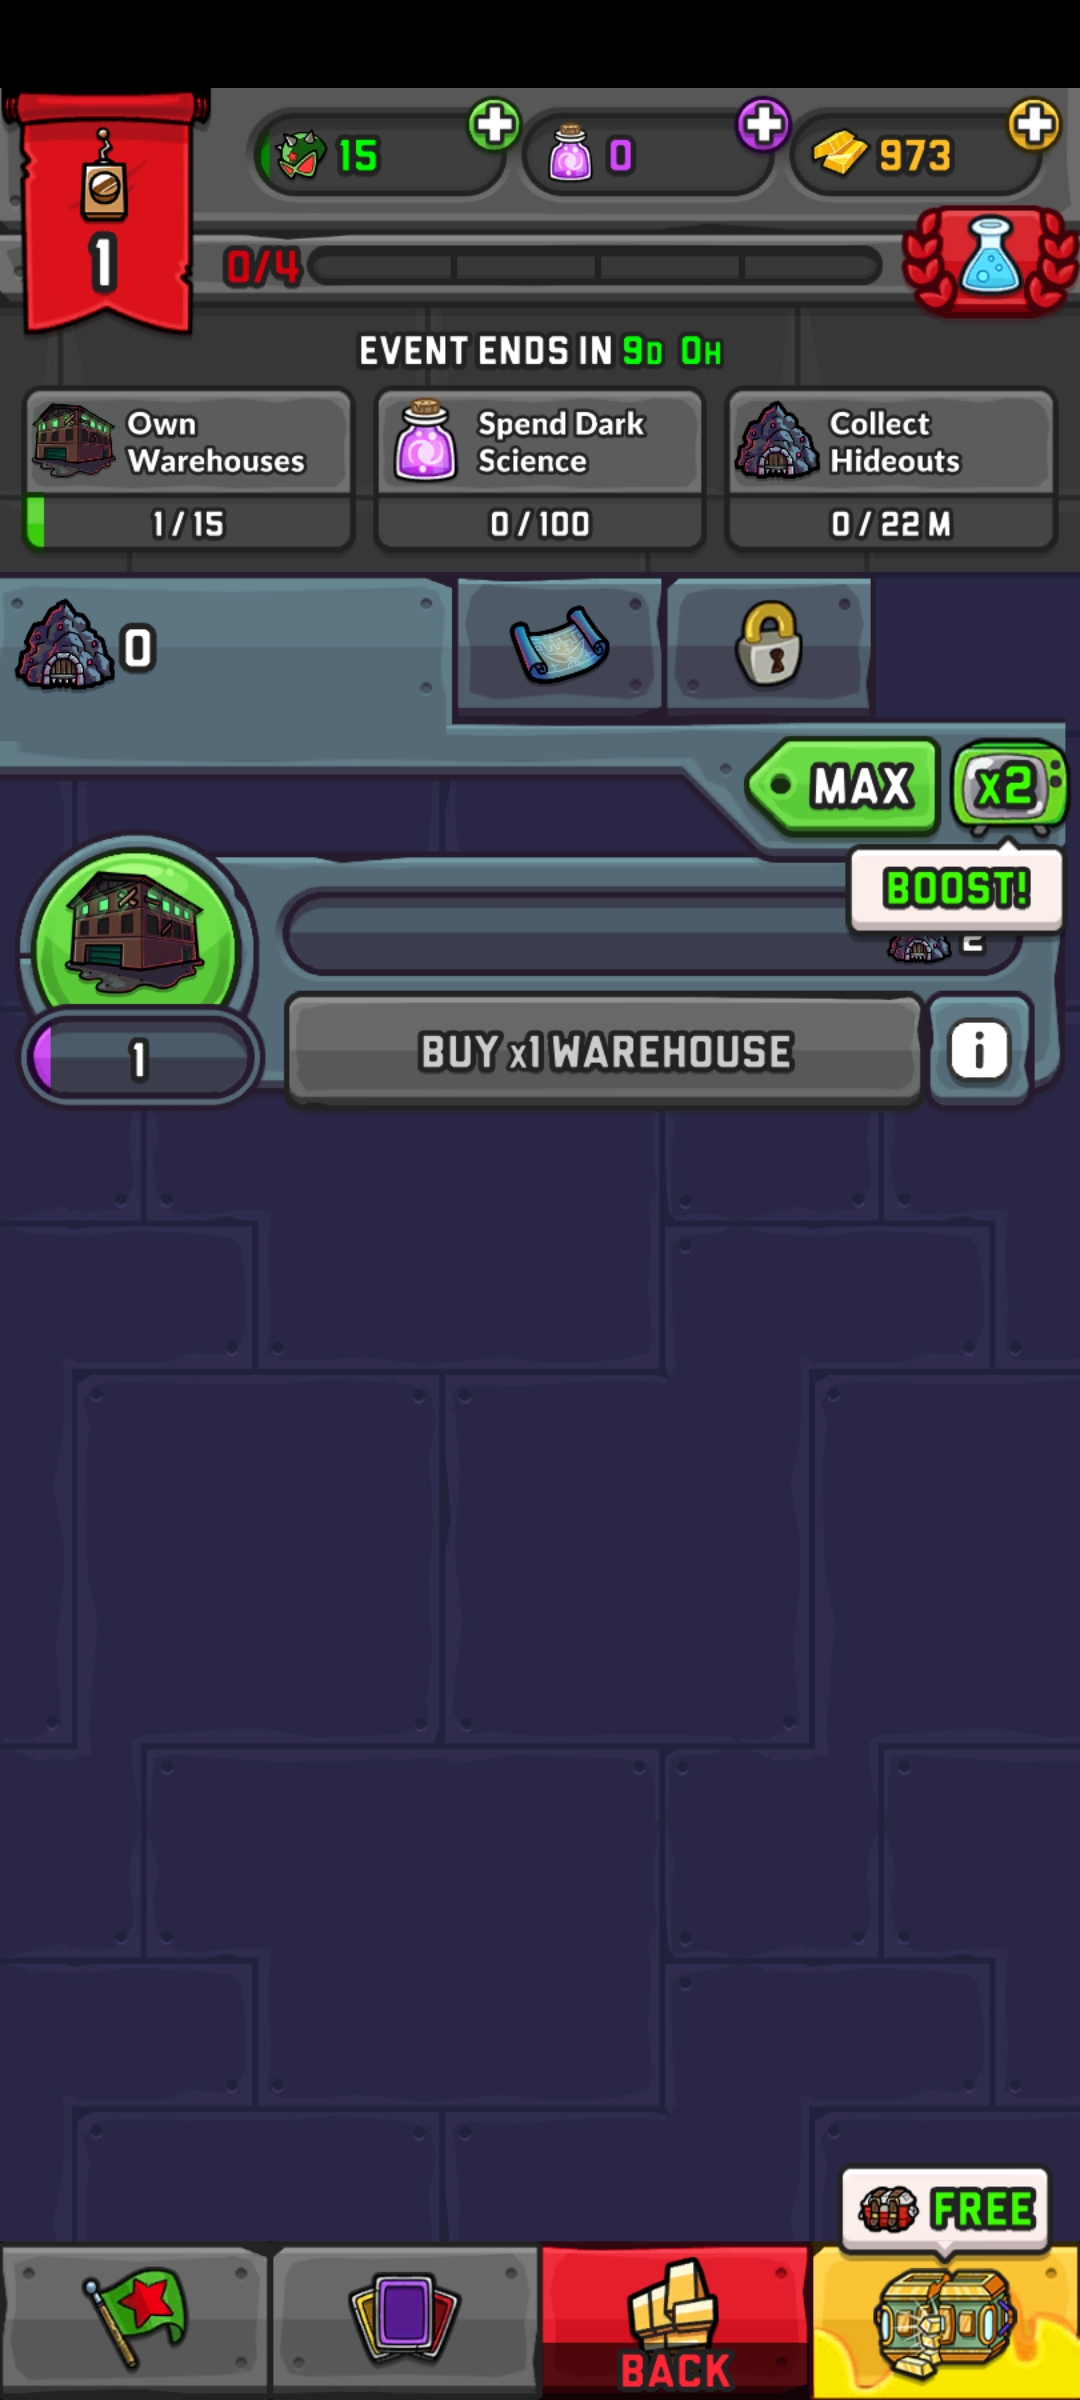 15
0
973
1
0/4
EVENT ENDS IN 9D 0H
Own
Warehouses
1/15
Spend Dark
Science
0/100
Collect
Hideouts
0/22 M
0
MAX
x2
BOOST!
2
1
BUY x1 WAREHOUSE
i
FREE
BACK